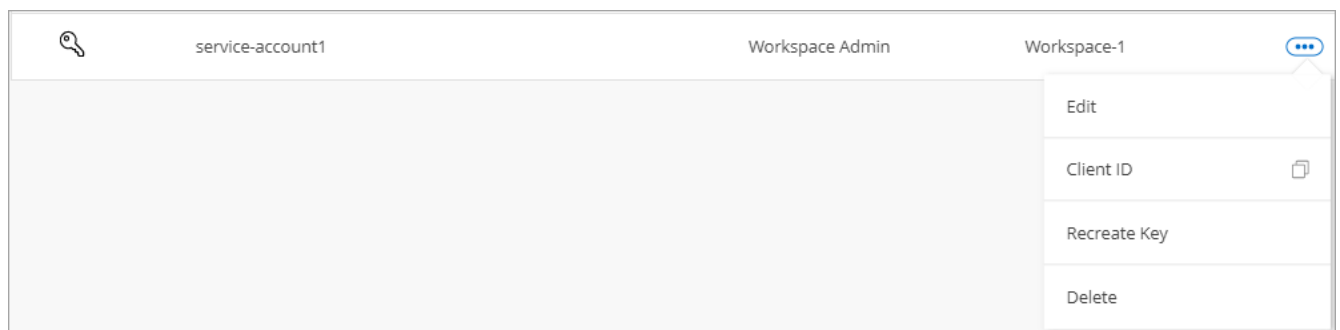 service-account1 Workspace Admin Workspace-1
Edit
Client ID
Recreate Key
Delete